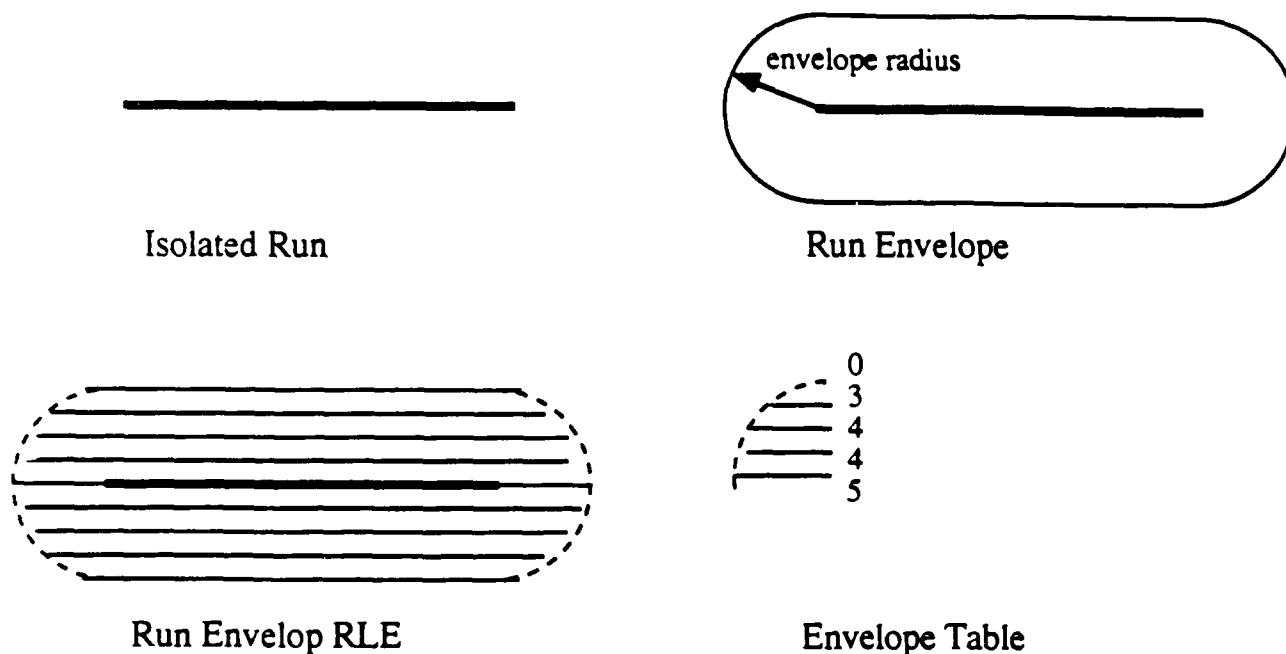 envelope radius
Isolated Run
Run Envelope
0
3
4
4
5
Run Envelop RLE
Envelope Table